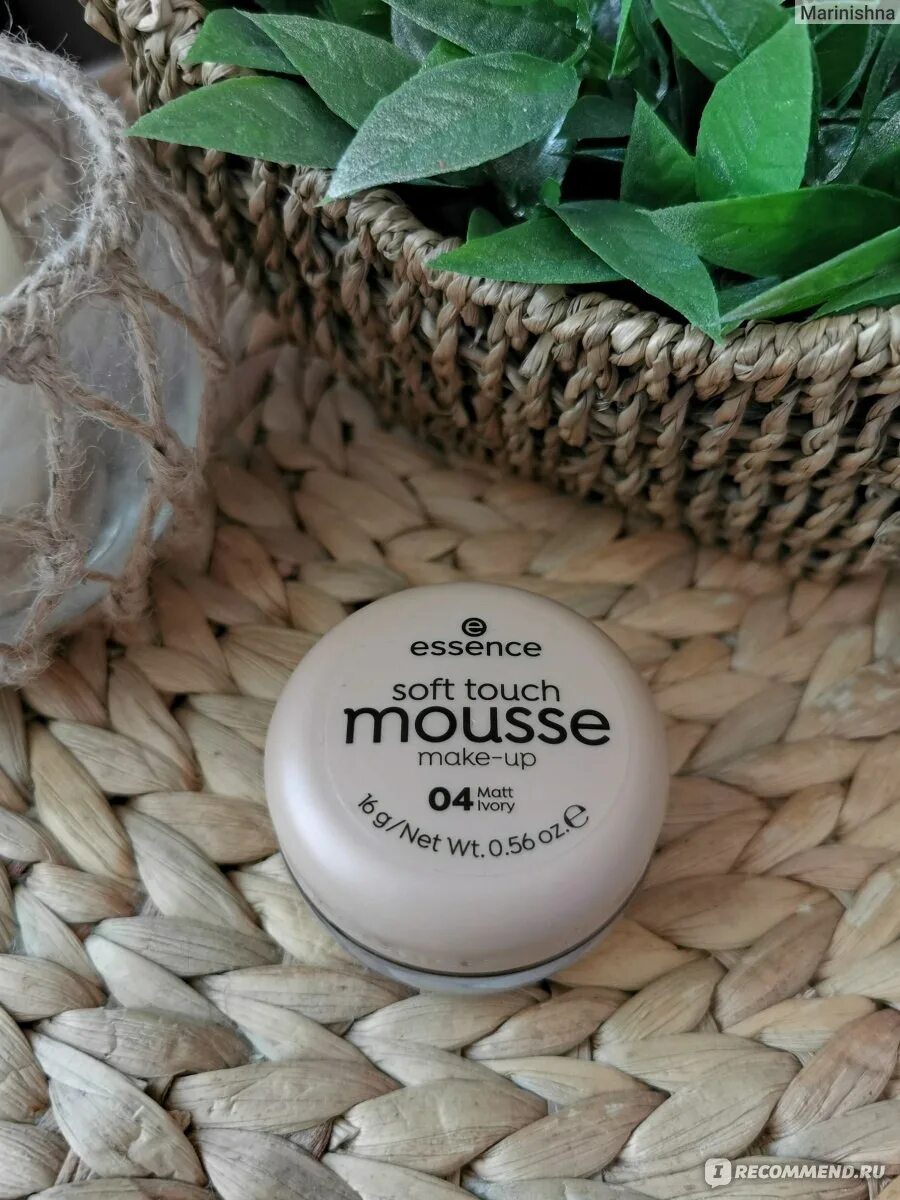 Marinishna
essence
soft touch
mousse
make-up
04 Matt
Ivory
16 g/Net Wt. 0.56 oz. ℮
I RECOMMEND.RU